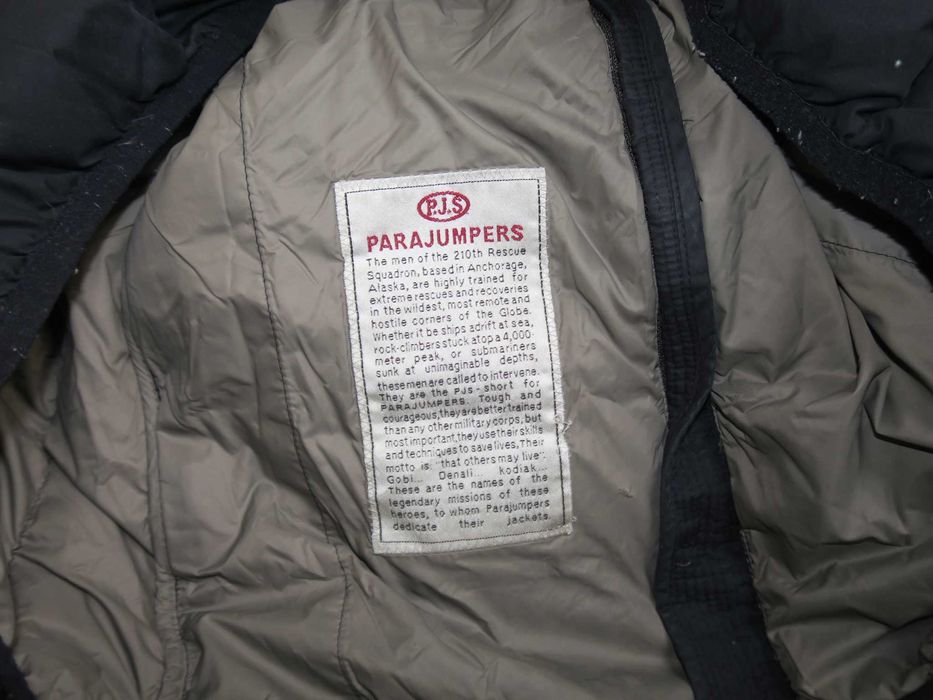 P.J.S
PARAJUMPERS
The men of the 210th Rescue
Squadron, based in Anchorage,
Alaska, are highly trained for
extreme rescues and recoveries
in the wildest, most remote and
hostile corners of the Globe.
Whether it be ships adrift at sea,
rock-climbers stuck atop a 4,000-
meter peak, or submariners
sunk at unimaginable depths,
these men are called to intervene.
They are the PJS - short for
PARAJUMPERS. Tough and
courageous, they are better trained
than any other military corps, but
most important, they use their skills
and techniques to save lives. Their
motto is: "that others may live":
Gobi... Denali... Kodiak...
These are the names of the
legendary missions of these
heroes, to whom Parajumpers
dedicate their jackets.